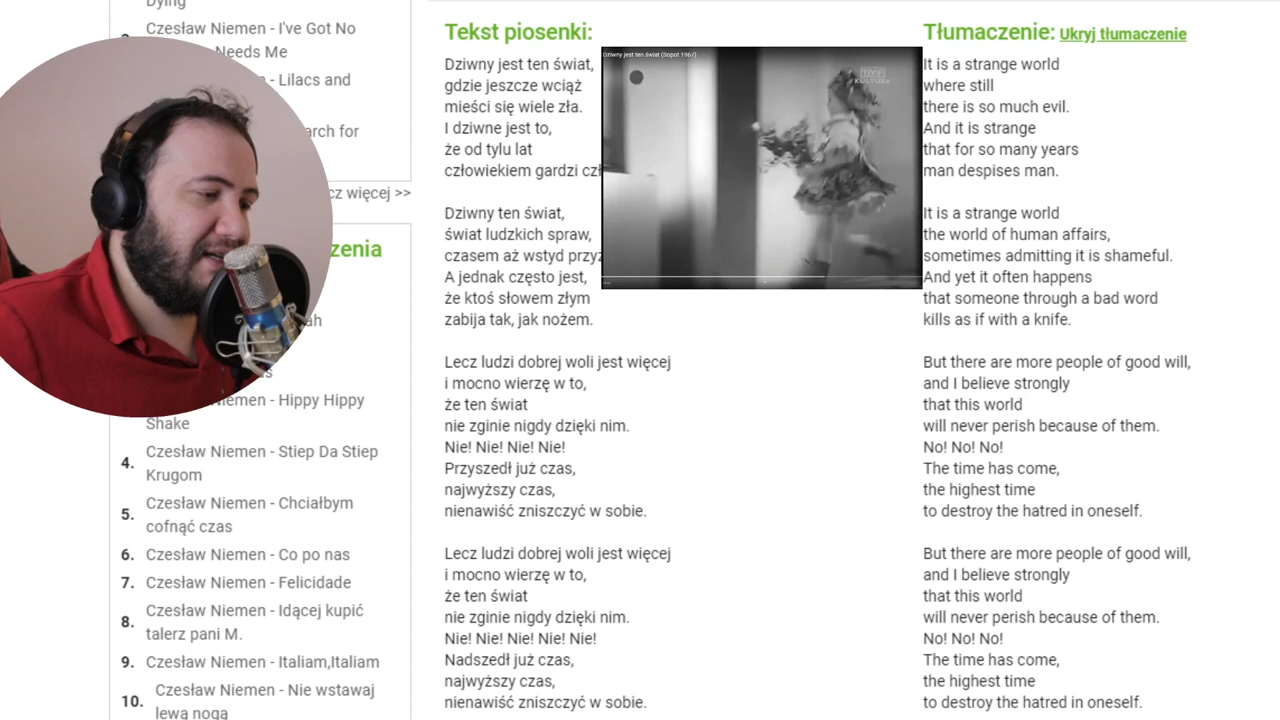 Dying
Czesław Niemen - I've Got No
Needs Me
- Lilacs and
arch for
cz więcej >>
zenia
ah
Niemen - Hippy Hippy
Shake
4. Czesław Niemen - Stiep Da Stiep
Krugom
5. Czesław Niemen - Chciałbym
cofnąć czas
6. Czesław Niemen - Co po nas
7. Czesław Niemen - Felicidade
8. Czesław Niemen - Idącej kupić
talerz pani M.
9. Czesław Niemen - Italiam,Italiam
10. Czesław Niemen - Nie wstawaj
lewą nogą
Tekst piosenki:
Dziwny jest ten świat,
gdzie jeszcze wciąż
mieści się wiele zła.
I dziwne jest to,
że od tylu lat
człowiekiem gardzi czł
Dziwny ten świat,
świat ludzkich spraw,
czasem aż wstyd przyz
A jednak często jest,
że ktoś słowem złym
zabija tak, jak nożem.
Lecz ludzi dobrej woli jest więcej
i mocno wierzę w to,
że ten świat
nie zginie nigdy dzięki nim.
Nie! Nie! Nie! Nie!
Przyszedł już czas,
najwyższy czas,
nienawiść zniszczyć w sobie.
Lecz ludzi dobrej woli jest więcej
i mocno wierzę w to,
że ten świat
nie zginie nigdy dzięki nim.
Nie! Nie! Nie! Nie! Nie!
Nadszedł już czas,
najwyższy czas,
nienawiść zniszczyć w sobie.
Dziwny jest ten świat (Sopot 1967)
TVP
KULTURA
Tłumaczenie: Ukryj tłumaczenie
It is a strange world
where still
there is so much evil.
And it is strange
that for so many years
man despises man.
It is a strange world
the world of human affairs,
sometimes admitting it is shameful.
And yet it often happens
that someone through a bad word
kills as if with a knife.
But there are more people of good will,
and I believe strongly
that this world
will never perish because of them.
No! No! No!
The time has come,
the highest time
to destroy the hatred in oneself.
But there are more people of good will,
and I believe strongly
that this world
will never perish because of them.
No! No! No!
The time has come,
the highest time
to destroy the hatred in oneself.